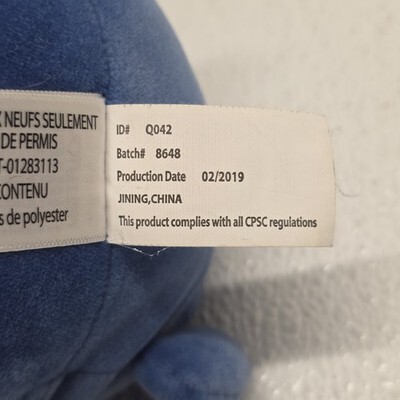 X NEUFS SEULEMENT
DE PERMIS
T-01283113
CONTENU
s de polyester
ID# Q042
Batch# 8648
Production Date 02/2019
JINING,CHINA
This product complies with all CPSC regulations